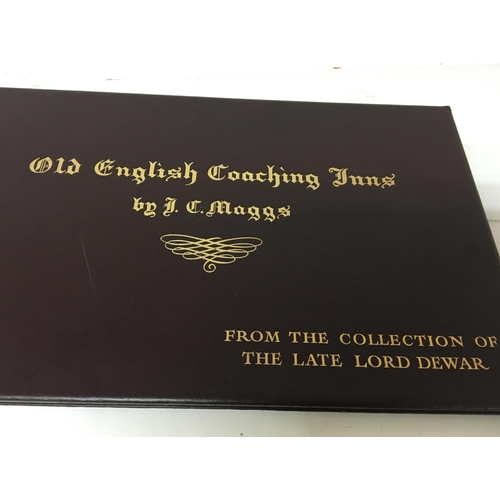 Old English Coaching Inns
by J. C. Maggs
FROM THE COLLECTION OF
THE LATE LORD DEWAR